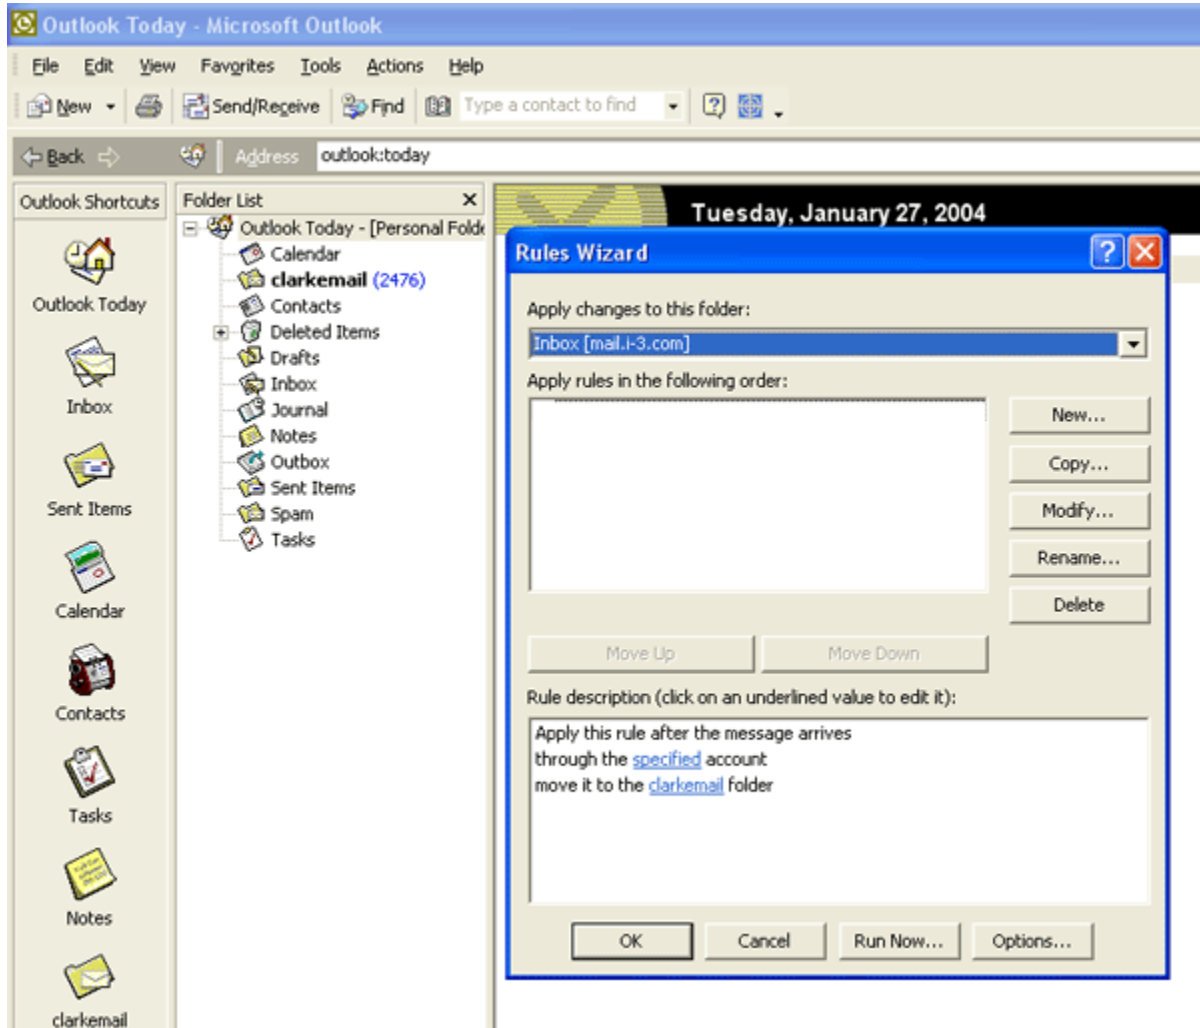 Outlook Today - Microsoft Outlook
File Edit View Favorites Tools Actions Help
New Send/Receive Find Type a contact to find
Back Address outlook:today
Outlook Shortcuts
Outlook Today
Inbox
Sent Items
Calendar
Contacts
Tasks
Notes
clarkemail
Folder List
Outlook Today - [Personal Folde
Calendar
clarkemail (2476)
Contacts
Deleted Items
Drafts
Inbox
Journal
Notes
Outbox
Sent Items
Spam
Tasks
Tuesday, January 27, 2004
Rules Wizard
Apply changes to this folder:
Inbox [mail.i-3.com]
Apply rules in the following order:
New...
Copy...
Modify...
Rename...
Delete
Move Up Move Down
Rule description (click on an underlined value to edit it):
Apply this rule after the message arrives
through the specified account
move it to the clarkemail folder
OK Cancel Run Now... Options...